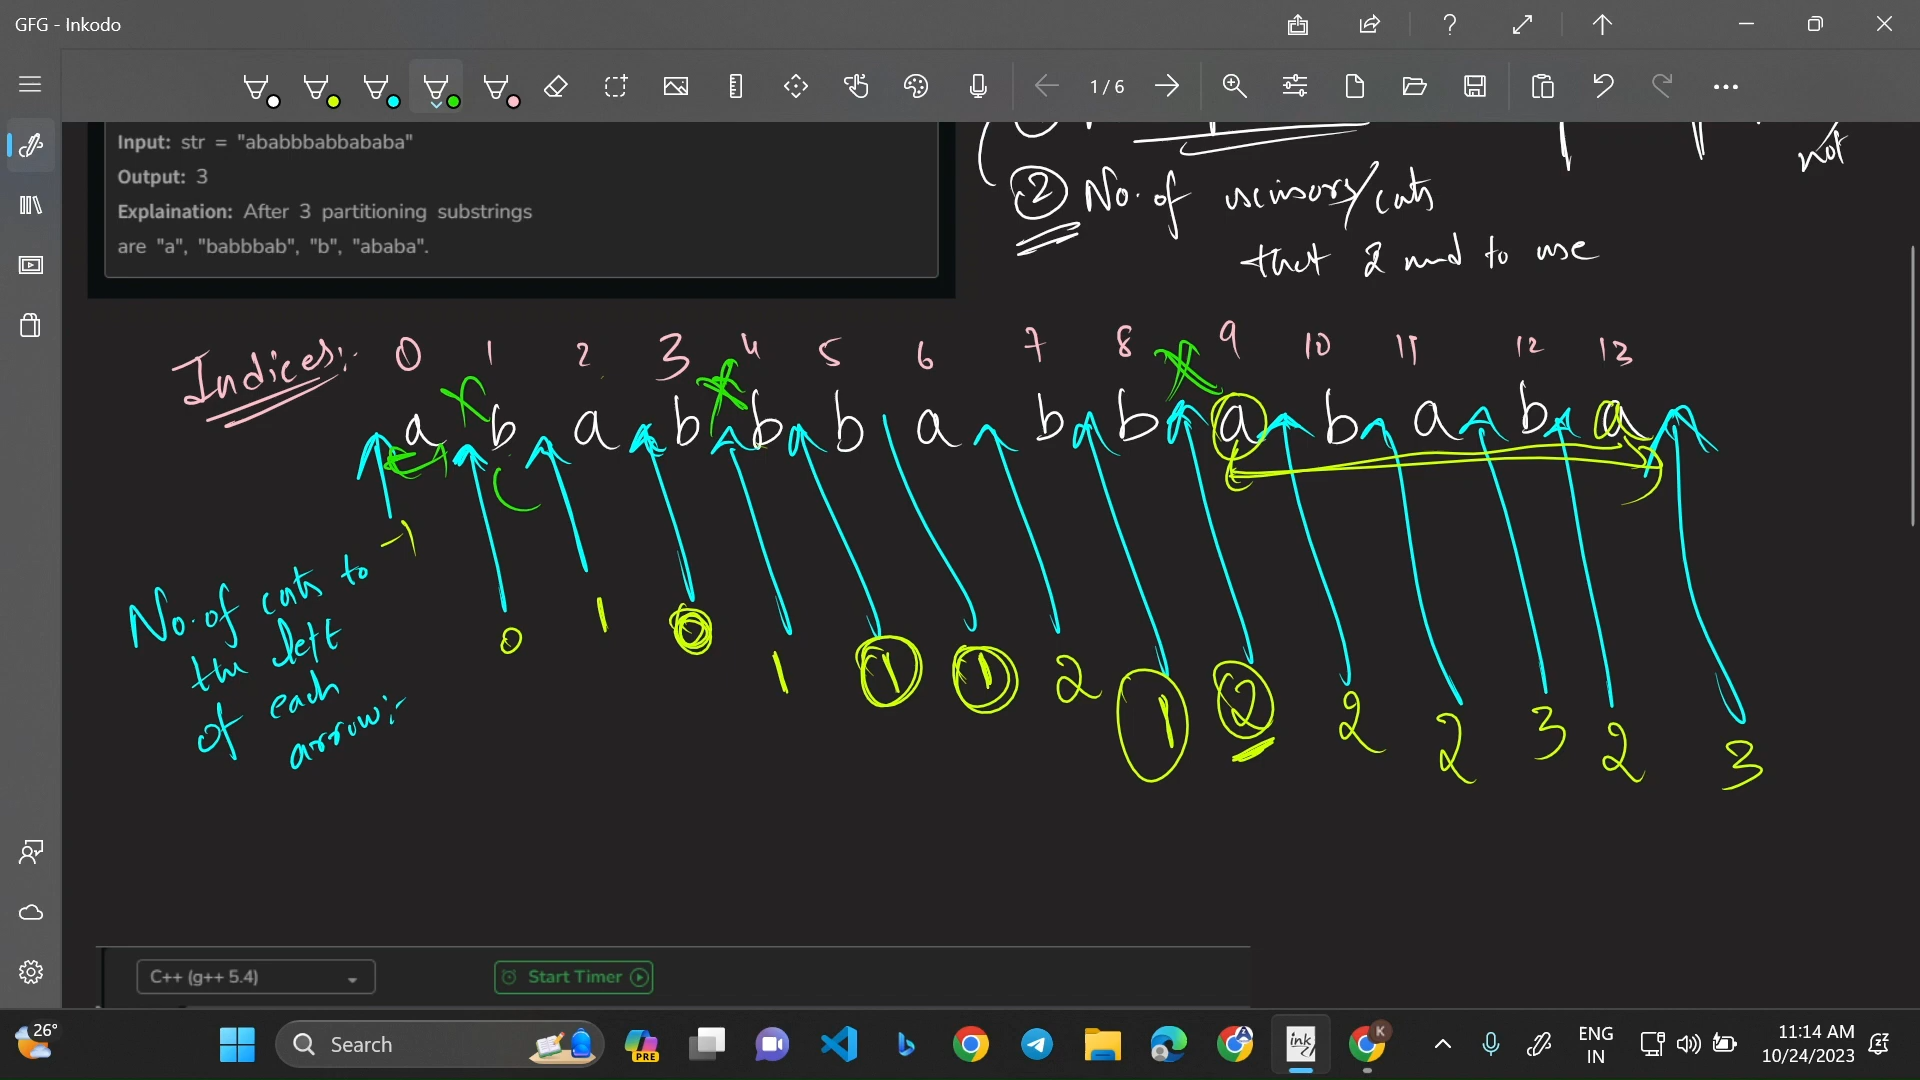 GFG - Inkodo
1 / 6
Input: str = "ababbbabbababa"
Output: 3
Explaination: After 3 partitioning substrings
are "a", "babbbab", "b", "ababa".
not
② No. of scissors/cuts
that I need to use
Indices:- 0 1 2 3 4 5 6 7 8 9 10 11 12 13
a b a b b b a b b a b a b a
No. of cuts to
the left
of each
arrow:-
-1 0 1 0 1 1 1 2 1 2 2 2 3 2 3
C++ (g++ 5.4)
Start Timer
26°
Search
PRE
ink
K
ENG
IN
11:14 AM
10/24/2023